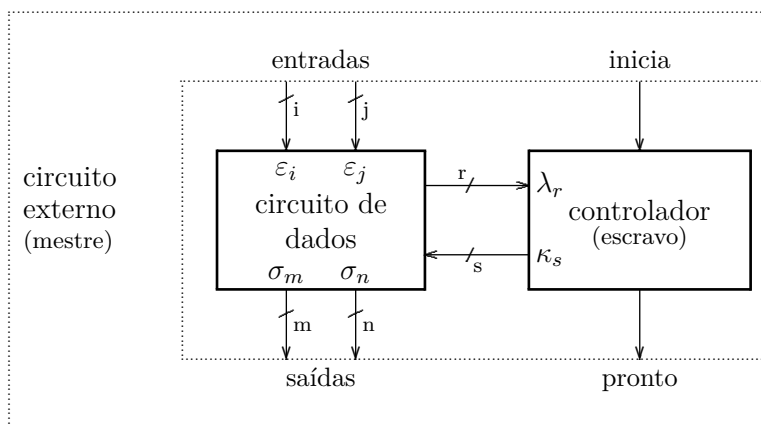 entradas inicia
i j
εᵢ εⱼ
circuito externo (mestre)
circuito de dados
r λᵣ
controlador
(escravo)
s κₛ
σₘ σₙ
m n
saídas pronto